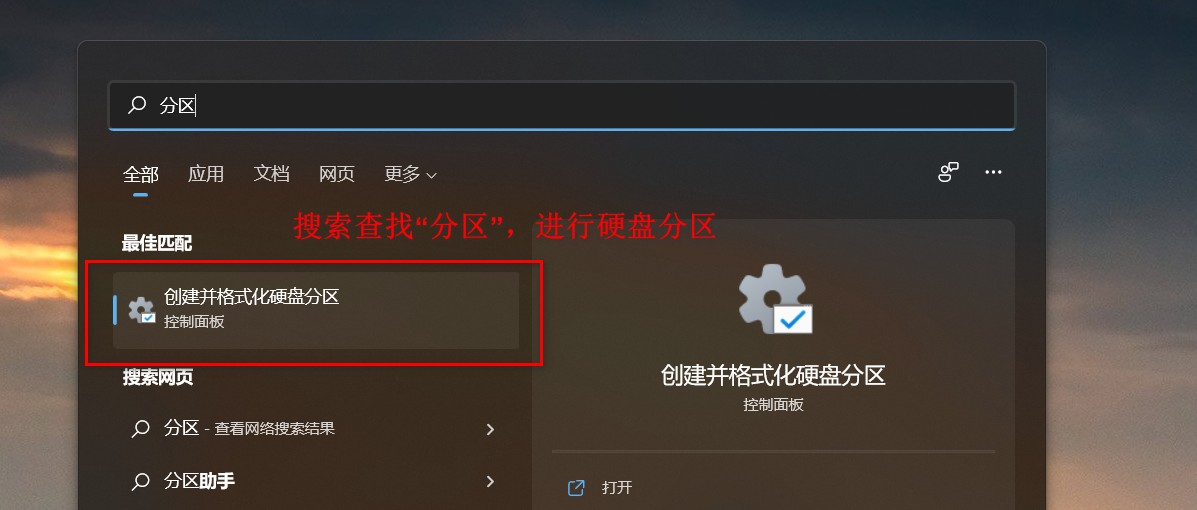 分区
全部 应用 文档 网页 更多
搜索查找“分区”，进行硬盘分区
最佳匹配
创建并格式化硬盘分区
控制面板
搜索网页
分区 - 查看网络搜索结果
分区助手
创建并格式化硬盘分区
控制面板
打开